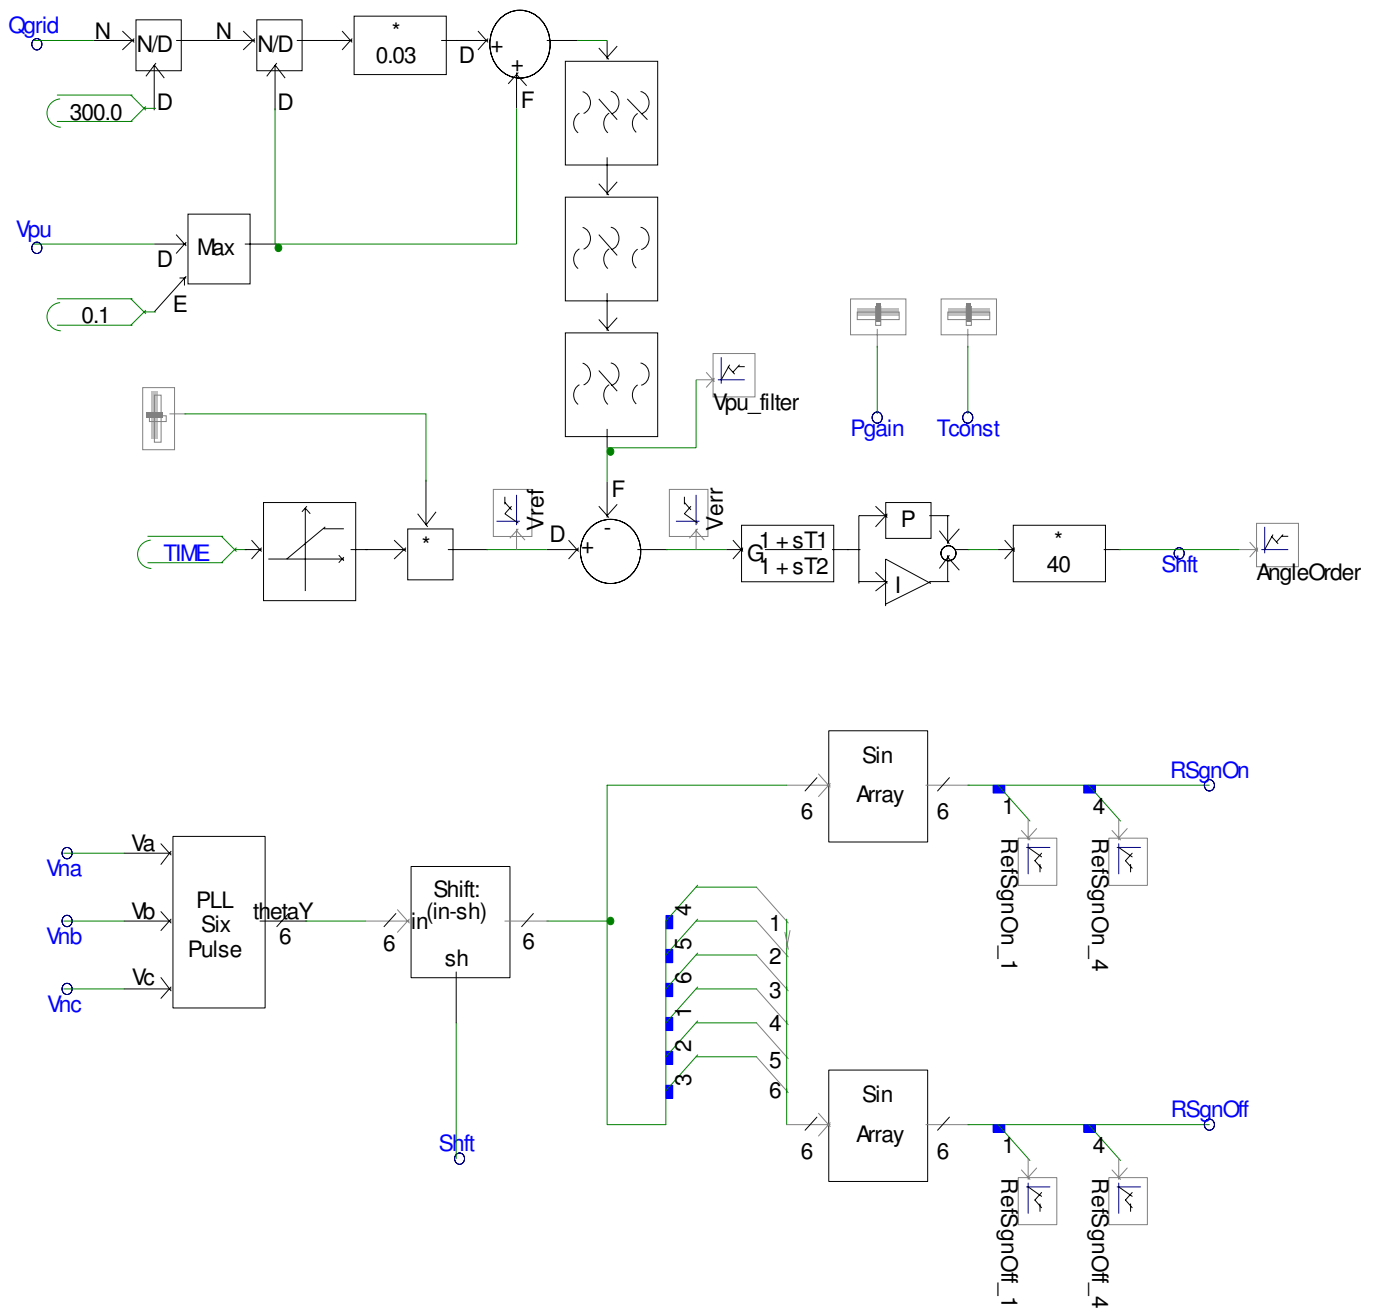 Qgrid
N
N/D
N
N/D
*
0.03
D
+
+
300.0
D
D
F
Vpu
D
Max
0.1
E
Vpu_filter
Pgain
Tconst
F
TIME
*
Vref
D
+
-
Verr
G
1 + sT1
1 + sT2
P
I
*
40
Shft
AngleOrder
Sin
Array
6
6
RSgnOn
1
4
RefSgnOn_1
RefSgnOn_4
Vna
Va
Vnb
Vb
Vnc
Vc
PLL
Six
Pulse
thetaY
6
6
in
Shift:
(in-sh)
sh
6
Shft
4
5
6
1
2
3
1
2
3
4
5
6
Sin
Array
6
6
RSgnOff
1
4
RefSgnOff_1
RefSgnOff_4